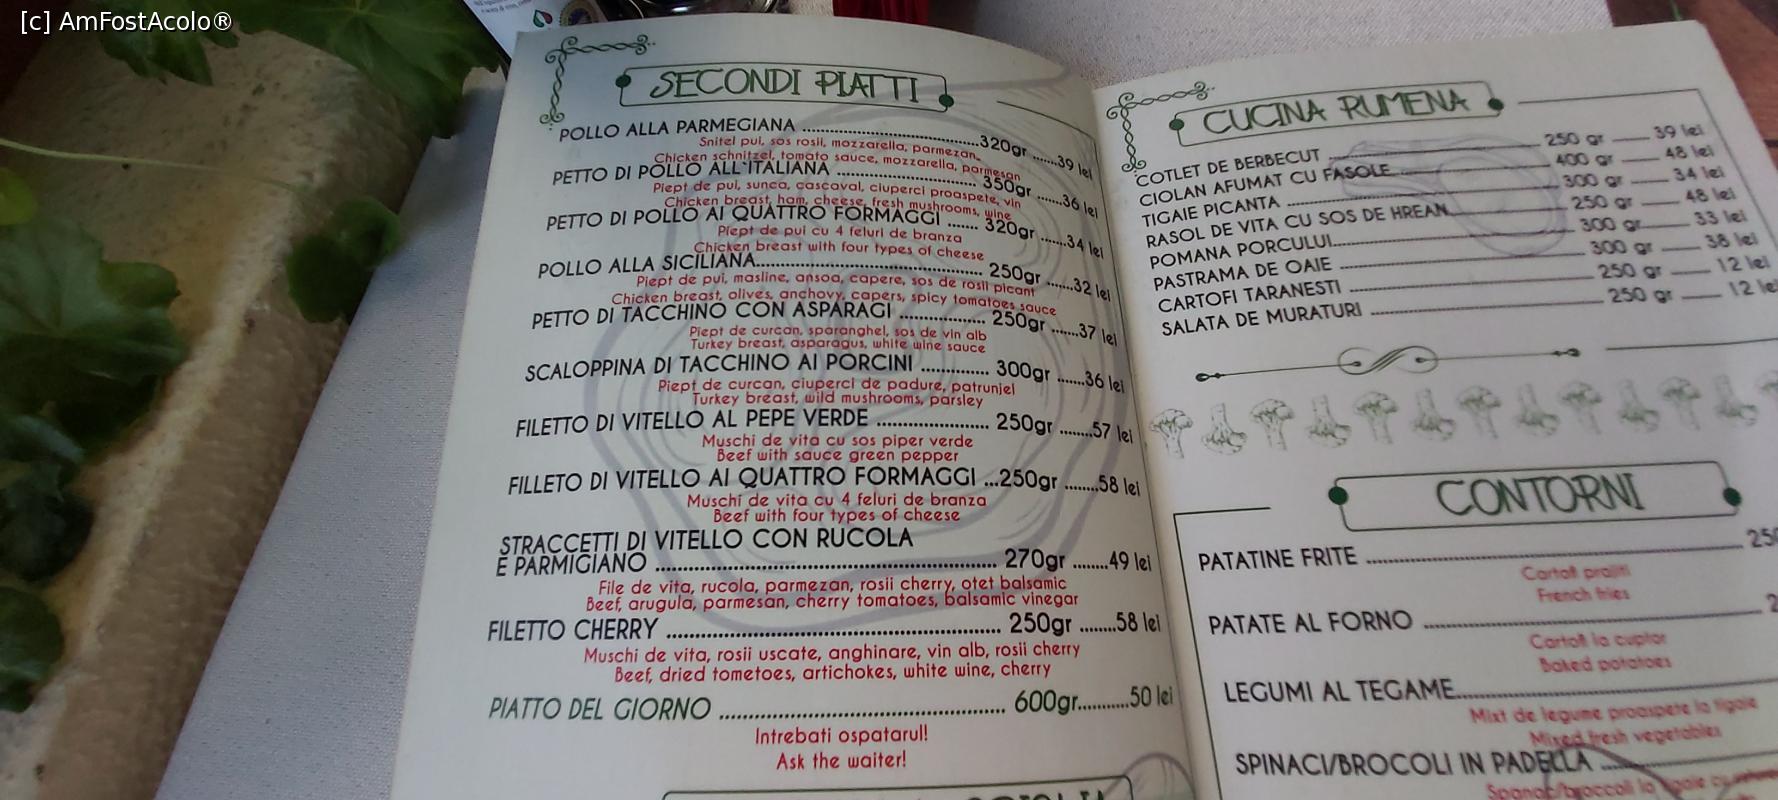 [c] AmFostAcolo®
SECONDI PIATTI
POLLO ALLA PARMEGIANA ........320gr ......39 lei
Snitel pui, sos rosii, mozzarella, parmezan
Chicken schnitzel, tomato sauce, mozzarella, parmesan
PETTO DI POLLO ALL`ITALIANA ........ 350gr ......36 lei
Piept de pui, sunca, cascaval, ciuperci proaspete, vin
Chicken breast, ham, cheese, fresh mushrooms, wine
PETTO DI POLLO AI QUATTRO FORMAGGI ....... 320gr ......34 lei
Piept de pui cu 4 feluri de branza
Chicken breast with four types of cheese
POLLO ALLA SICILIANA........ 250gr ......32 lei
Piept de pui, masline, ansoa, capere, sos de rosii picant
Chicken breast, olives, anchovy, capers, spicy tomatoes sauce
PETTO DI TACCHINO CON ASPARAGI ........ 250gr ......37 lei
Piept de curcan, sparanghel, sos de vin alb
Turkey breast, asparagus, white wine sauce
SCALOPPINA DI TACCHINO AI PORCINI ........ 300gr ......36 lei
Piept de curcan, ciuperci de padure, patrunjel
Turkey breast, wild mushrooms, parsley
FILETTO DI VITELLO AL PEPE VERDE ........ 250gr ........57 lei
Muschi de vita cu sos piper verde
Beef with sauce green pepper
FILLETO DI VITELLO AI QUATTRO FORMAGGI ...250gr ........58 lei
Muschi de vita cu 4 feluri de branza
Beef with four types of cheese
STRACCETTI DI VITELLO CON RUCOLA
E PARMIGIANO ........ 270gr ........49 lei
File de vita, rucola, parmezan, rosii cherry, otet balsamic
Beef, arugula, parmesan, cherry tomatoes, balsamic vinegar
FILETTO CHERRY ........ 250gr ........58 lei
Muschi de vita, rosii uscate, anghinare, vin alb, rosii cherry
Beef, dried tometoes, artichokes, white wine, cherry
PIATTO DEL GIORNO ........ 600gr...........50 lei
Intrebati ospatarul!
Ask the waiter!
CUCINA RUMENA
COTLET DE BERBECUT ........ 250 gr ........ 39 lei
CIOLAN AFUMAT CU FASOLE........ 400 gr ........ 48 lei
TIGAIE PICANTA ........ 300 gr ........ 34 lei
RASOL DE VITA CU SOS DE HREAN........ 250 gr ........ 48 lei
POMANA PORCULUI........ 300 gr ........ 33 lei
PASTRAMA DE OAIE ........ 300 gr ........ 38 lei
CARTOFI TARANESTI ........ 250 gr ........ 12 lei
SALATA DE MURATURI ........ 250 gr ........ 12 lei
CONTORNI
PATATINE FRITE ........
Cartofi prajiti
French fries
PATATE AL FORNO ........
Cartofi la cuptor
Baked potatoes
LEGUMI AL TEGAME........
Mixt de legume proaspete la tigaie
Mixed fresh vegetables
SPINACI/BROCOLI IN PADELLA ........
Spanac/broccoli la tigaie cu